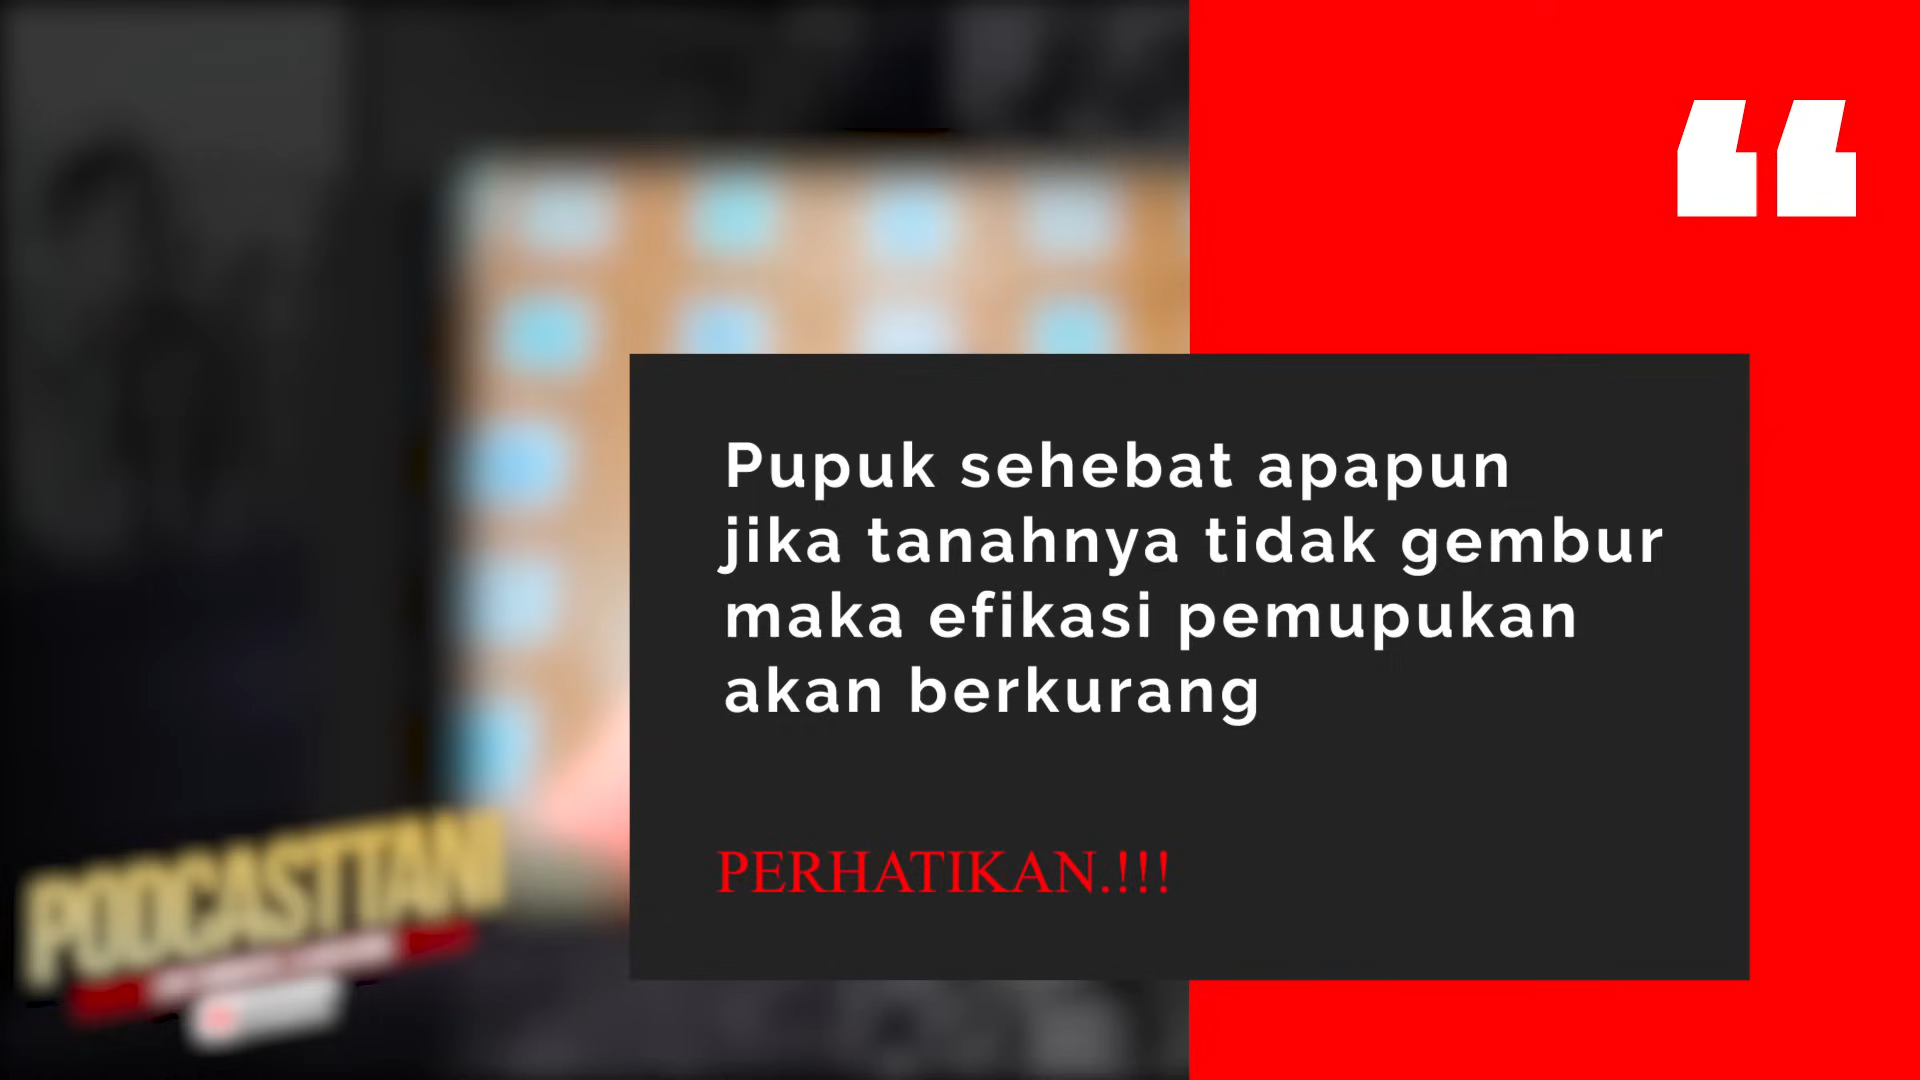 Pupuk sehebat apapun
jika tanahnya tidak gembur
maka efikasi pemupukan
akan berkurang
PERHATIKAN.!!!
PODCASTTANI